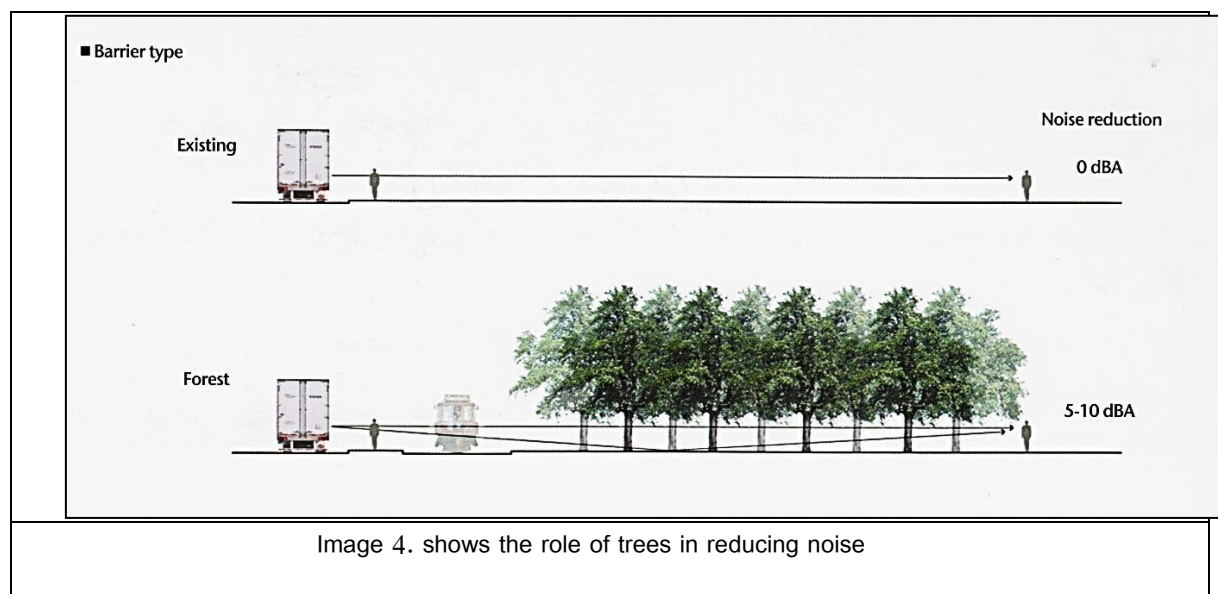 ■ Barrier type
Noise reduction
Existing
0 dBA
Forest
5-10 dBA
Image 4. shows the role of trees in reducing noise